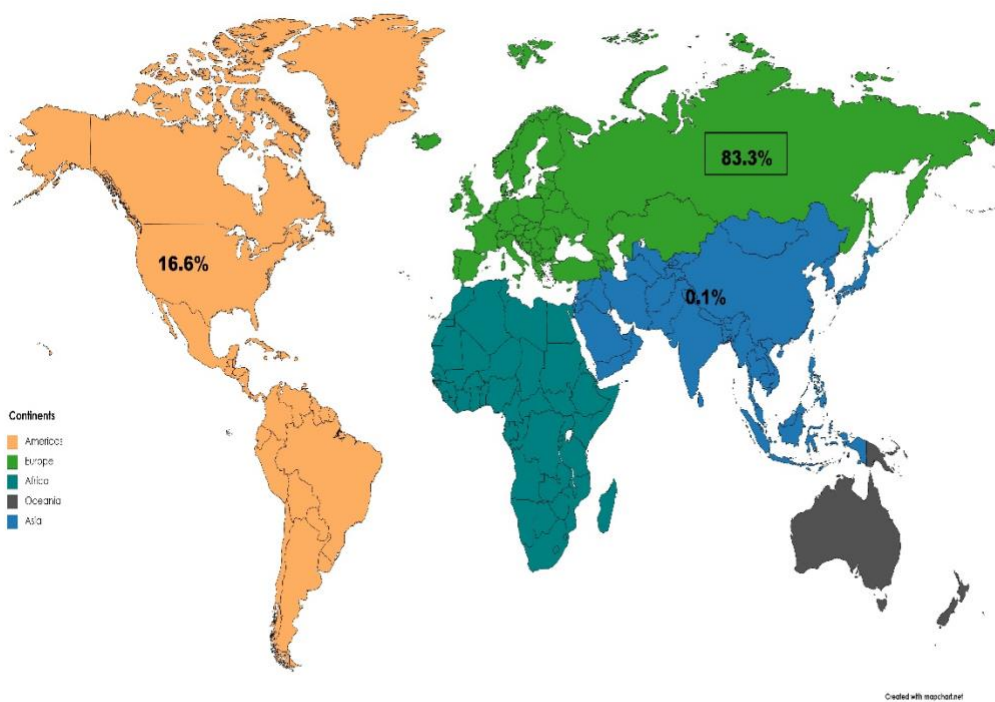 83.3%
16.6%
0.1%
Continents
Americas
Europe
Africa
Oceania
Asia
Created with mapchart.net